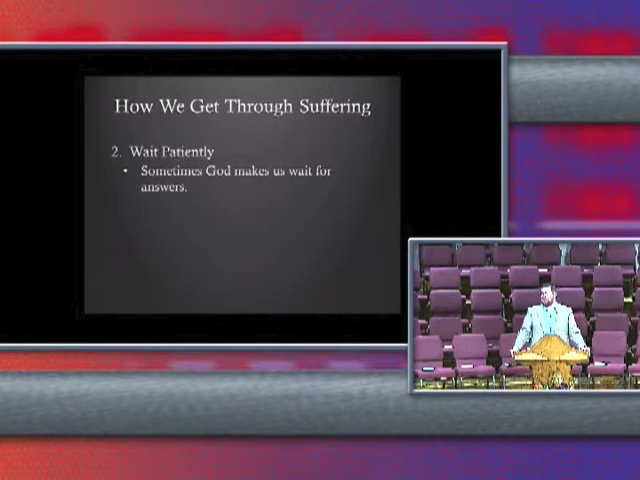 How We Get Through Suffering
2. Wait Patiently
• Sometimes God makes us wait for
answers.